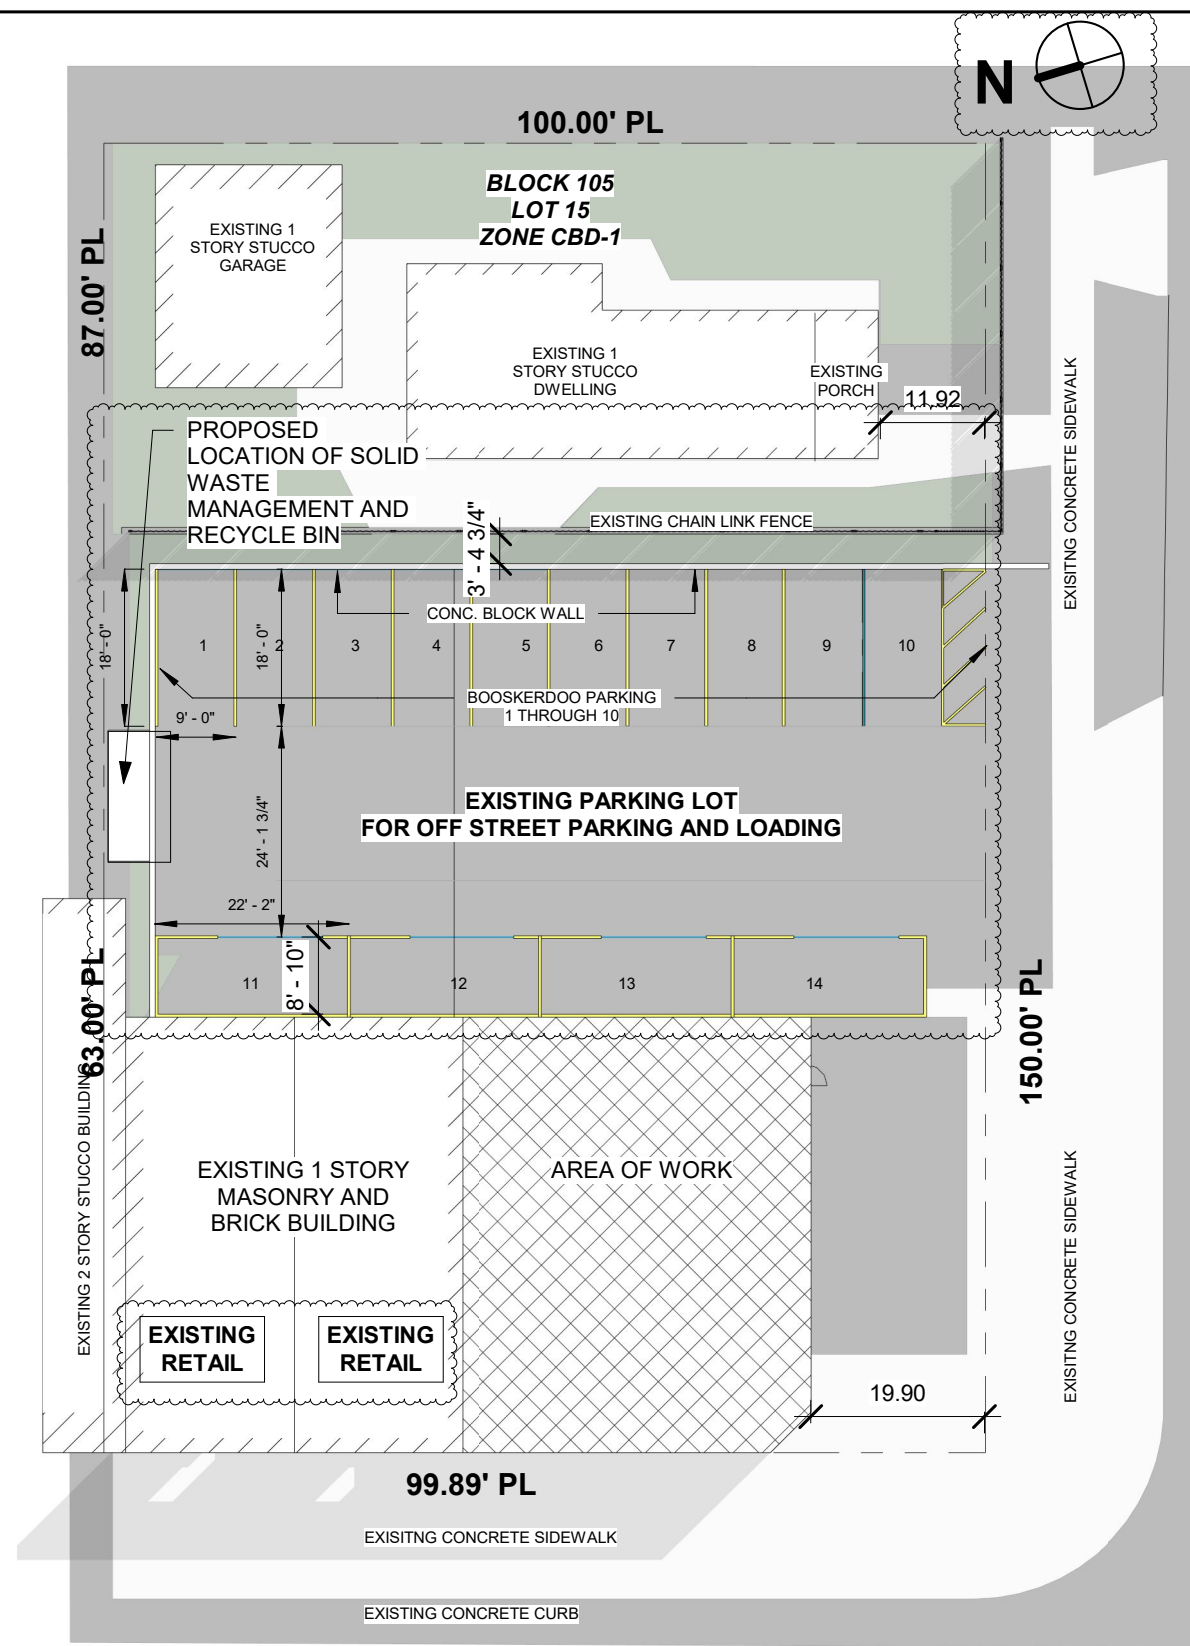 N
100.00' PL
BLOCK 105
LOT 15
ZONE CBD-1
EXISTING 1
STORY STUCCO
GARAGE
87.00' PL
EXISTING 1
STORY STUCCO
DWELLING
EXISTING
PORCH
11.92
EXISITNG CONCRETE SIDEWALK
PROPOSED
LOCATION OF SOLID
WASTE
MANAGEMENT AND
RECYCLE BIN
3' - 4 3/4"
EXISTING CHAIN LINK FENCE
CONC. BLOCK WALL
18' - 0"
18' - 0"
1
2
3
4
5
6
7
8
9
10
BOOSKERDOO PARKING
1 THROUGH 10
9' - 0"
24' - 1 3/4"
EXISTING PARKING LOT
FOR OFF STREET PARKING AND LOADING
22' - 2"
8' - 10"
11
12
13
14
63.00' PL
150.00' PL
EXISTING 2 STORY STUCCO BUILDING
EXISTING 1 STORY
MASONRY AND
BRICK BUILDING
AREA OF WORK
EXISITNG CONCRETE SIDEWALK
EXISTING
RETAIL
EXISTING
RETAIL
19.90
99.89' PL
EXISITNG CONCRETE SIDEWALK
EXISTING CONCRETE CURB